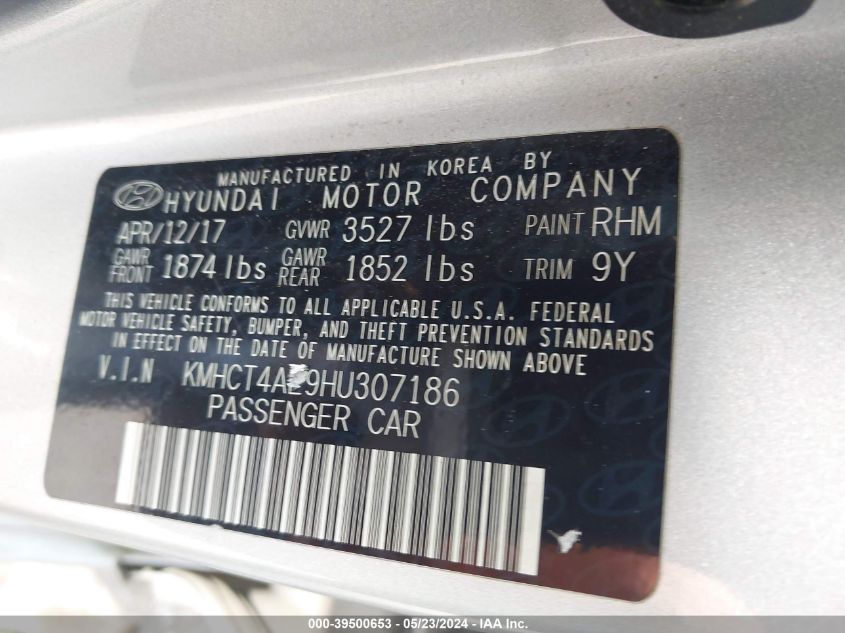 MANUFACTURED IN KOREA BY
HYUNDAI MOTOR COMPANY
APR/12/17 GVWR 3527 lbs PAINT RHM
GAWR FRONT 1874 lbs GAWR REAR 1852 lbs TRIM 9Y
THIS VEHICLE CONFORMS TO ALL APPLICABLE U.S.A. FEDERAL
MOTOR VEHICLE SAFETY, BUMPER, AND THEFT PREVENTION STANDARDS
IN EFFECT ON THE DATE OF MANUFACTURE SHOWN ABOVE
V.I.N
PASSENGER CAR
000-39500653 - 05/23/2024 - IAA Inc.